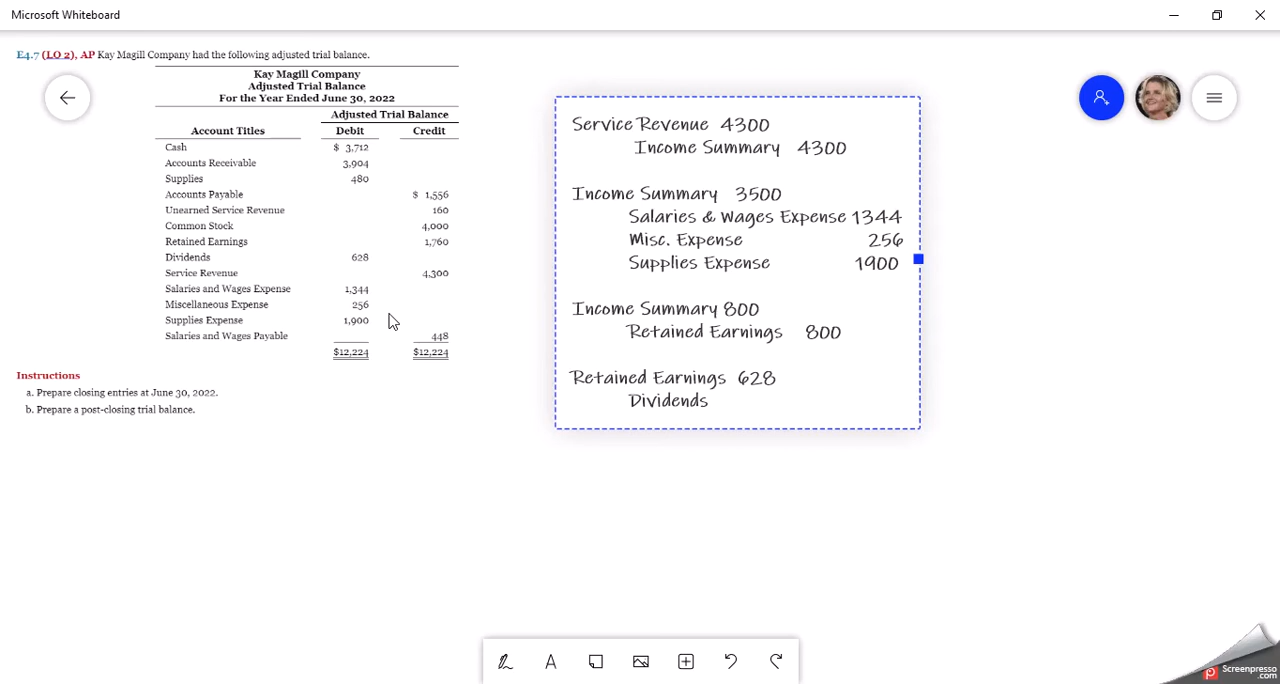 Microsoft Whiteboard
E4.7 (LO 2), AP Kay Magill Company had the following adjusted trial balance.
Kay Magill Company
Adjusted Trial Balance
For the Year Ended June 30, 2022
Adjusted Trial Balance
Account Titles Debit Credit
Cash $ 3,712
Accounts Receivable 3,904
Supplies 480
Accounts Payable $ 1,556
Unearned Service Revenue 160
Common Stock 4,000
Retained Earnings 1,760
Dividends 628
Service Revenue 4,300
Salaries and Wages Expense 1,344
Miscellaneous Expense 256
Supplies Expense 1,900
Salaries and Wages Payable 448
$12,224 $12,224
Instructions
a. Prepare closing entries at June 30, 2022.
b. Prepare a post-closing trial balance.
Service Revenue 4300
Income Summary 4300
Income Summary 3500
Salaries & Wages Expense 1344
Misc. Expense 256
Supplies Expense 1900
Income Summary 800
Retained Earnings 800
Retained Earnings 628
Dividends
Screenpresso
.com